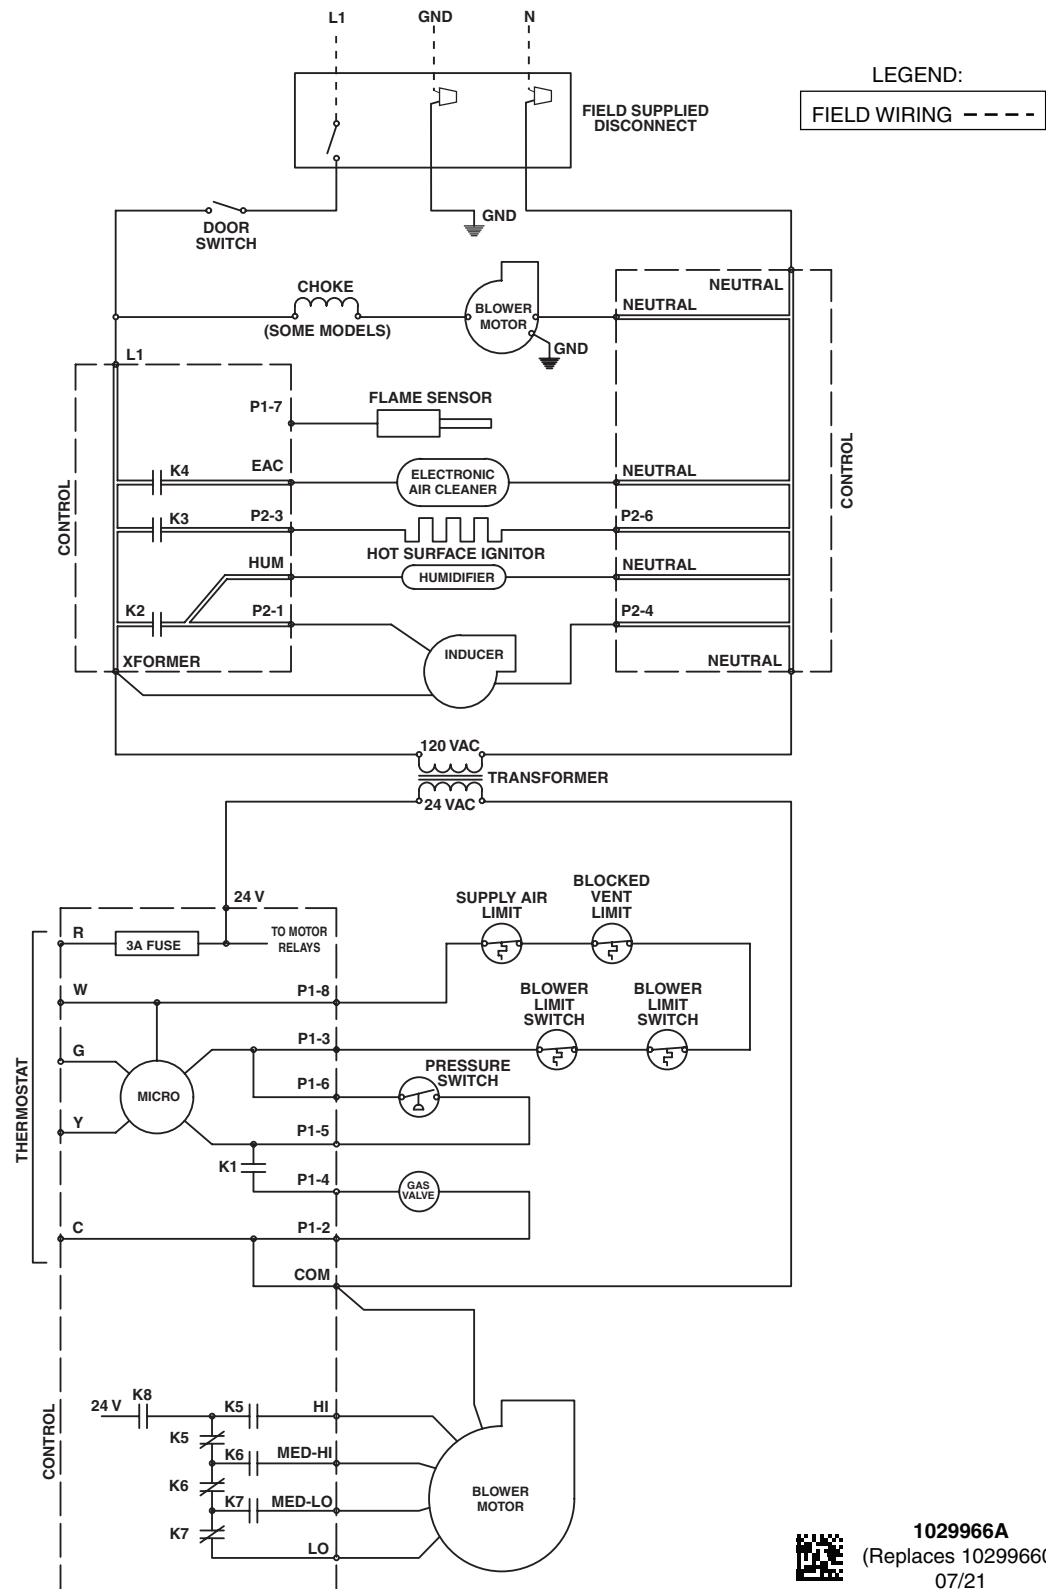 L1
GND
N
LEGEND:
FIELD WIRING
FIELD SUPPLIED
DISCONNECT
GND
DOOR
SWITCH
NEUTRAL
CHOKE
(SOME MODELS)
BLOWER
MOTOR
NEUTRAL
GND
L1
P1-7
FLAME SENSOR
CONTROL
CONTROL
K4
EAC
ELECTRONIC
AIR CLEANER
NEUTRAL
K3
P2-3
HOT SURFACE IGNITOR
P2-6
HUM
HUMIDIFIER
NEUTRAL
K2
P2-1
P2-4
INDUCER
XFORMER
NEUTRAL
120 VAC
TRANSFORMER
24 VAC
24 V
SUPPLY AIR
LIMIT
BLOCKED
VENT
LIMIT
R
3A FUSE
TO MOTOR
RELAYS
W
P1-8
BLOWER
LIMIT
SWITCH
BLOWER
LIMIT
SWITCH
G
P1-3
THERMOSTAT
MICRO
P1-6
PRESSURE
SWITCH
Y
P1-5
K1
P1-4
GAS
VALVE
C
P1-2
COM
CONTROL
24 V
K8
K5
HI
K5
K6
MED-HI
K6
K7
MED-LO
K7
LO
BLOWER
MOTOR
1029966A
(Replaces 1029966
07/21